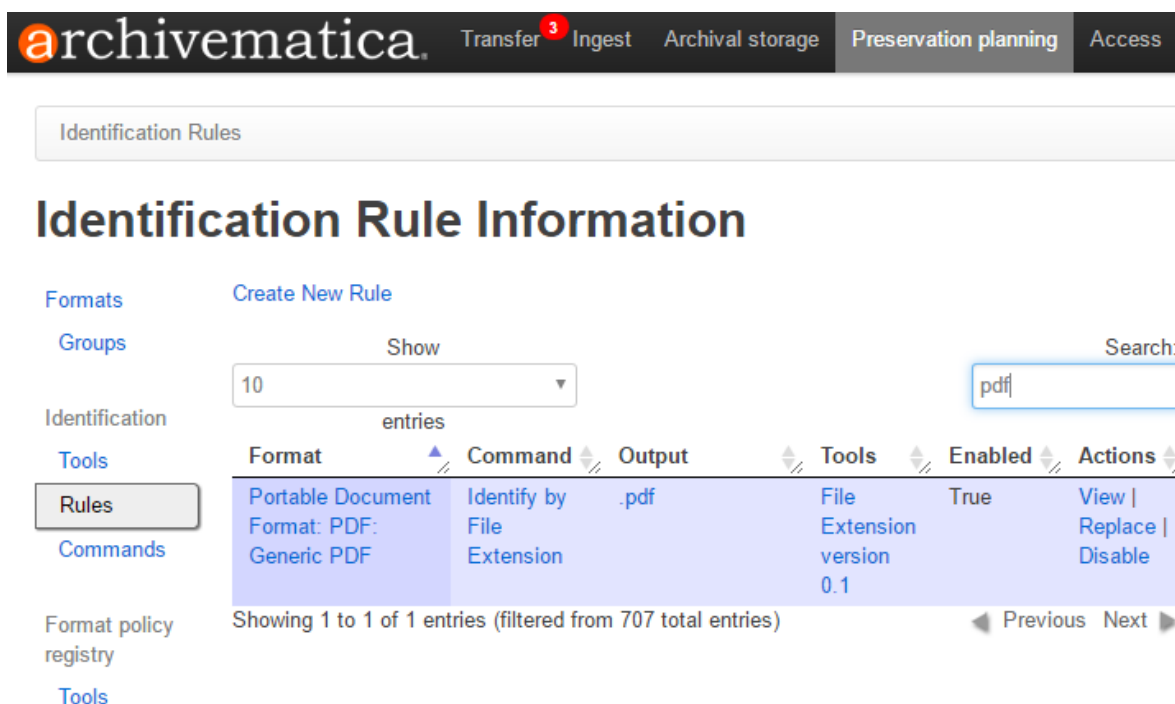 archivematica. Transfer 3 Ingest Archival storage Preservation planning Access
Identification Rules
Identification Rule Information
Formats
Groups
Identification
Tools
Rules
Commands
Format policy
registry
Tools
Create New Rule
Show
10
entries
Search:
pdf
Format Command Output Tools Enabled Actions
Portable Document Identify by .pdf File True View |
Format: PDF: File Extension Replace |
Generic PDF Extension version Disable
0.1
Showing 1 to 1 of 1 entries (filtered from 707 total entries) Previous Next